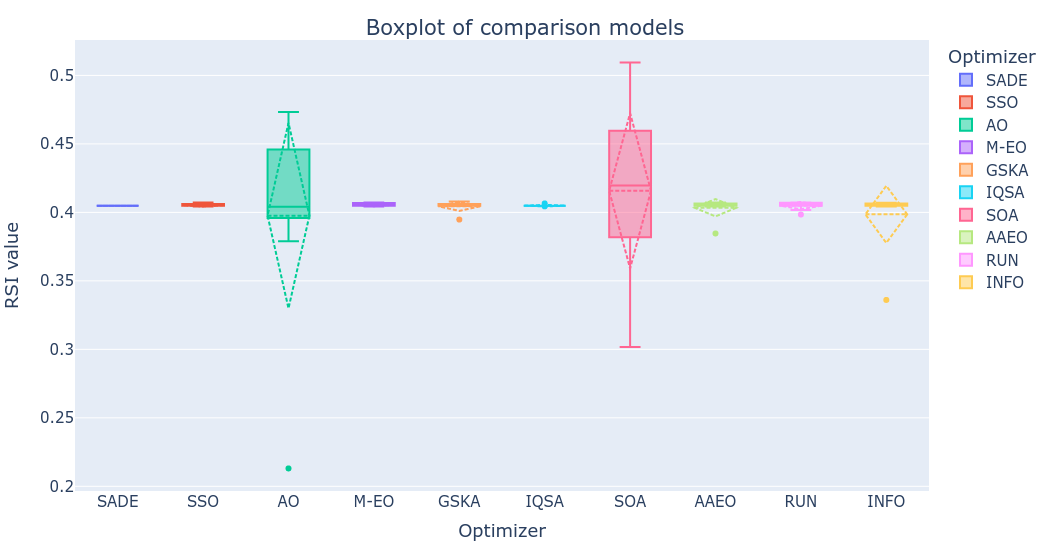 Boxplot of comparison models
RSI value
0.5
0.45
0.4
0.35
0.3
0.25
0.2
SADE
SSO
AO
M-EO
GSKA
IQSA
SOA
AAEO
RUN
INFO
Optimizer
Optimizer
SADE
SSO
AO
M-EO
GSKA
IQSA
SOA
AAEO
RUN
INFO